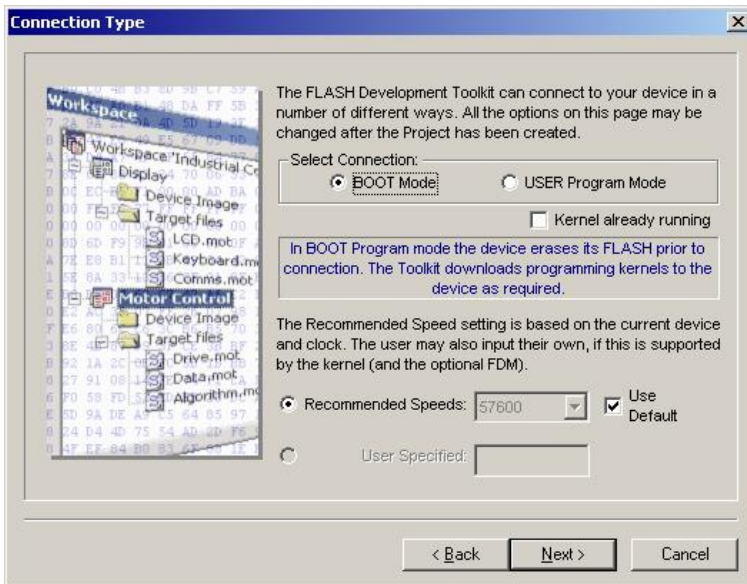 Connection Type
Workspace
Workspace 'Industrial Co
Display
Device Image
Target files
LCD.mot
Keyboard.m
Comms.mot
Motor Control
Device Image
Target files
Drive.mot
Data.mot
Algorithm.m
The FLASH Development Toolkit can connect to your device in a
number of different ways. All the options on this page may be
changed after the Project has been created.
Select Connection:
BOOT Mode
USER Program Mode
Kernel already running
In BOOT Program mode the device erases its FLASH prior to
connection. The Toolkit downloads programming kernels to the
device as required.
The Recommended Speed setting is based on the current device
and clock. The user may also input their own, if this is supported
by the kernel (and the optional FDM).
Recommended Speeds: 57600
Use
Default
User Specified:
< Back
Next >
Cancel